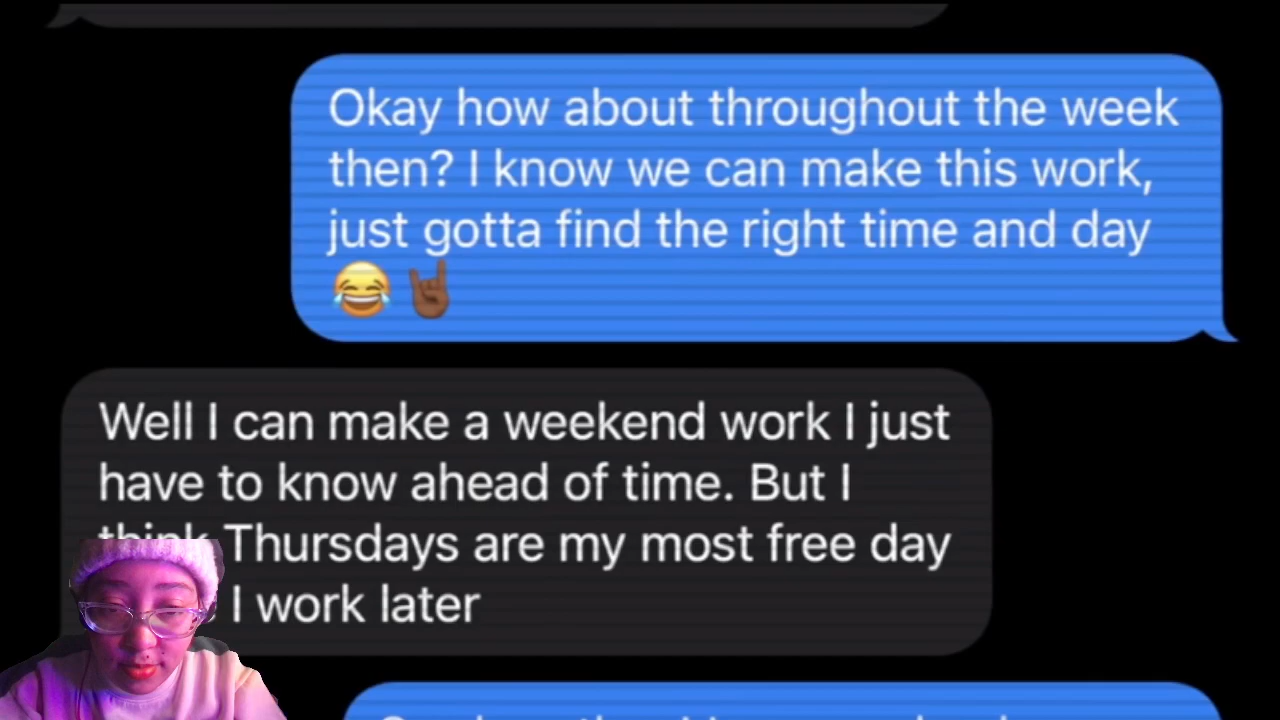 Okay how about throughout the week
then? I know we can make this work,
just gotta find the right time and day
😂 🤘🏾
Well I can make a weekend work I just
have to know ahead of time. But I
think Thursdays are my most free day
I work later